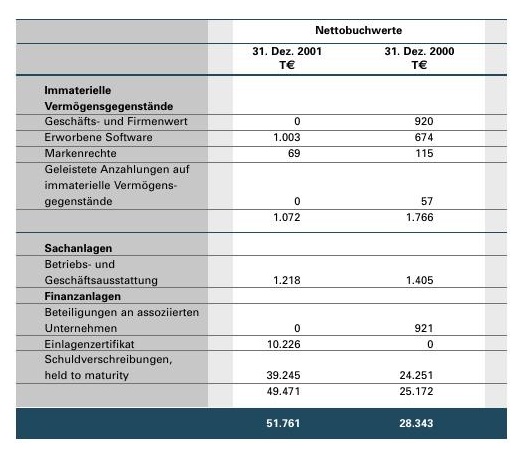 Nettobuchwerte
31. Dez. 2001 31. Dez. 2000
T€ T€
Immaterielle
Vermögensgegenstände
Geschäfts- und Firmenwert 0 920
Erworbene Software 1.003 674
Markenrechte 69 115
Geleistete Anzahlungen auf
immaterielle Vermögens-
gegenstände 0 57
1.072 1.766
Sachanlagen
Betriebs- und
Geschäftsausstattung 1.218 1.405
Finanzanlagen
Beteiligungen an assoziierten
Unternehmen 0 921
Einlagenzertifikat 10.226 0
Schuldverschreibungen,
held to maturity 39.245 24.251
49.471 25.172
51.761 28.343